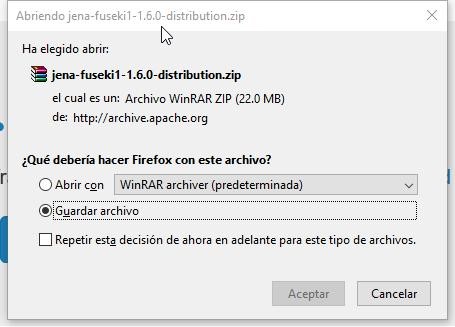 Abriendo jena-fuseki1-1.6.0-distribution.zip
Ha elegido abrir:
jena-fuseki1-1.6.0-distribution.zip
el cual es un: Archivo WinRAR ZIP (22.0 MB)
de: http://archive.apache.org
¿Qué debería hacer Firefox con este archivo?
Abrir con WinRAR archiver (predeterminada)
Guardar archivo
Repetir esta decisión de ahora en adelante para este tipo de archivos.
Aceptar Cancelar